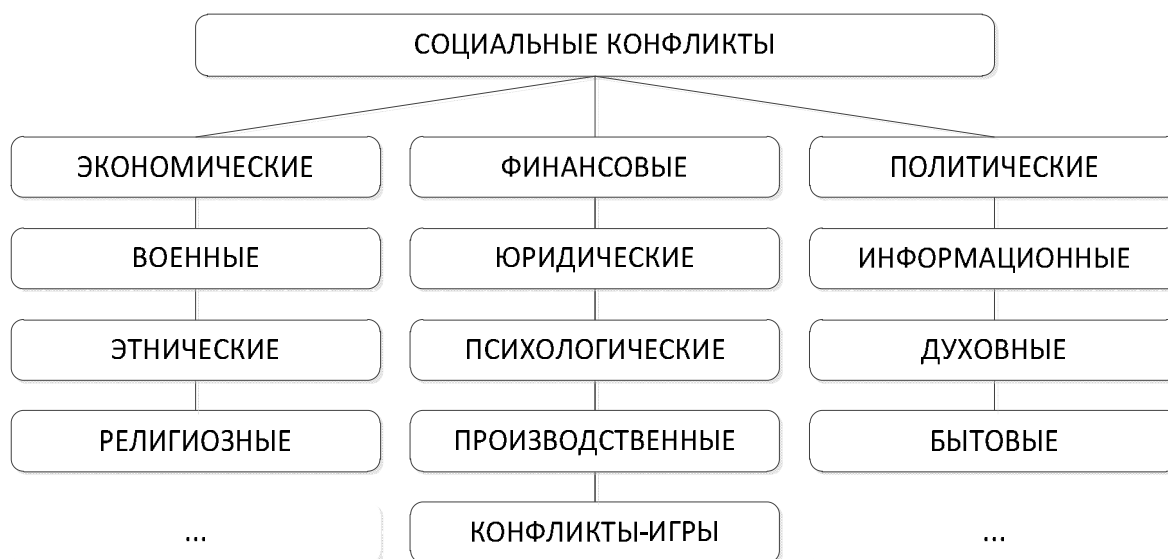 СОЦИАЛЬНЫЕ КОНФЛИКТЫ
ЭКОНОМИЧЕСКИЕ
ФИНАНСОВЫЕ
ПОЛИТИЧЕСКИЕ
ВОЕННЫЕ
ЮРИДИЧЕСКИЕ
ИНФОРМАЦИОННЫЕ
ЭТНИЧЕСКИЕ
ПСИХОЛОГИЧЕСКИЕ
ДУХОВНЫЕ
РЕЛИГИОЗНЫЕ
ПРОИЗВОДСТВЕННЫЕ
БЫТОВЫЕ
...
КОНФЛИКТЫ-ИГРЫ
...